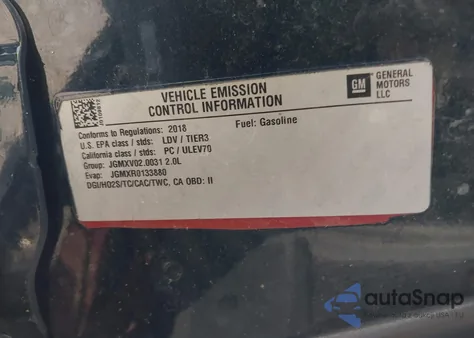 VEHICLE EMISSION
CONTROL INFORMATION
GM GENERAL
MOTORS
LLC
Conforms to Regulations: 2018
Fuel: Gasoline
U.S. EPA class / stds: LDV / TIER3
California class / stds: PC / ULEV70
Group: JGMXV02.0031 2.0L
Evap: JGMXR0133880
DGI/HO2S/TC/CAC/TWC, CA OBD: II
autaSnap